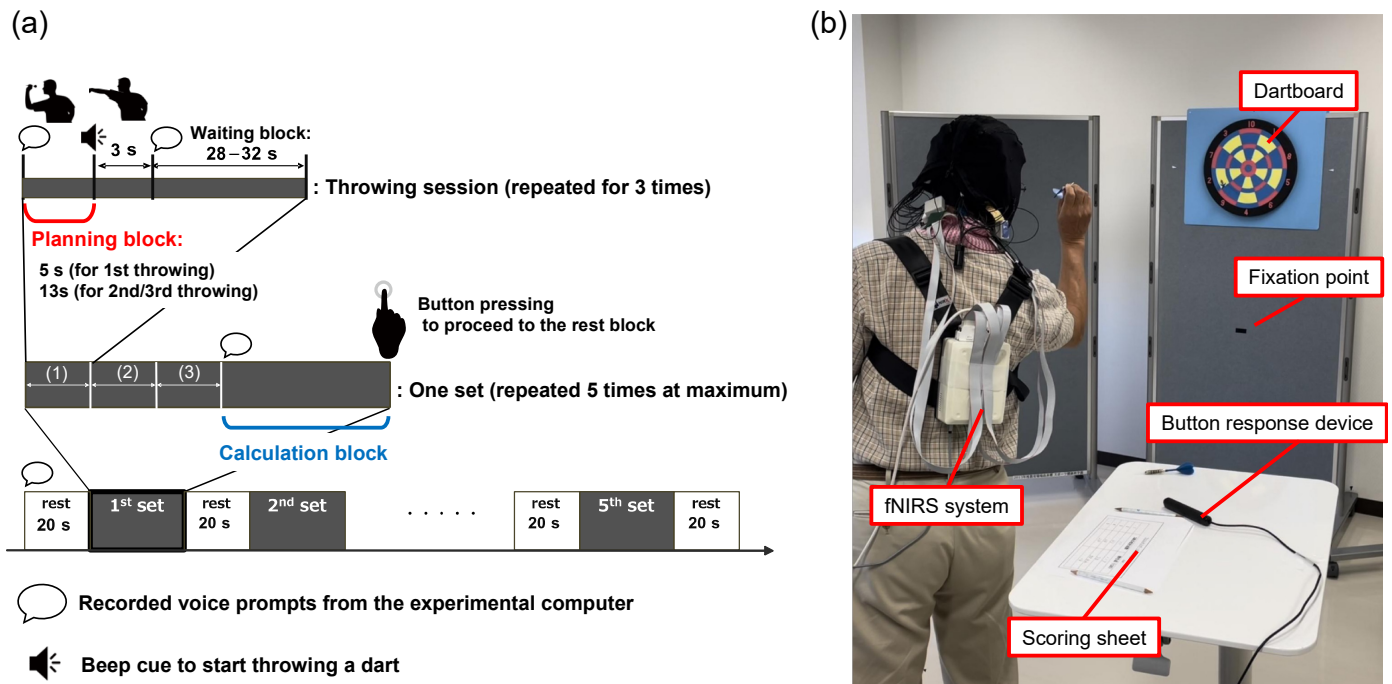 (a)
Waiting block:
3 s
28–32 s
: Throwing session (repeated for 3 times)
Planning block:
5 s (for 1st throwing)
13s (for 2nd/3rd throwing)
Button pressing
to proceed to the rest block
(1)
(2)
(3)
: One set (repeated 5 times at maximum)
Calculation block
rest
20 s
1st set
rest
20 s
2nd set
. . . . .
rest
20 s
5th set
rest
20 s
Recorded voice prompts from the experimental computer
Beep cue to start throwing a dart
(b)
Dartboard
Fixation point
Button response device
fNIRS system
Scoring sheet